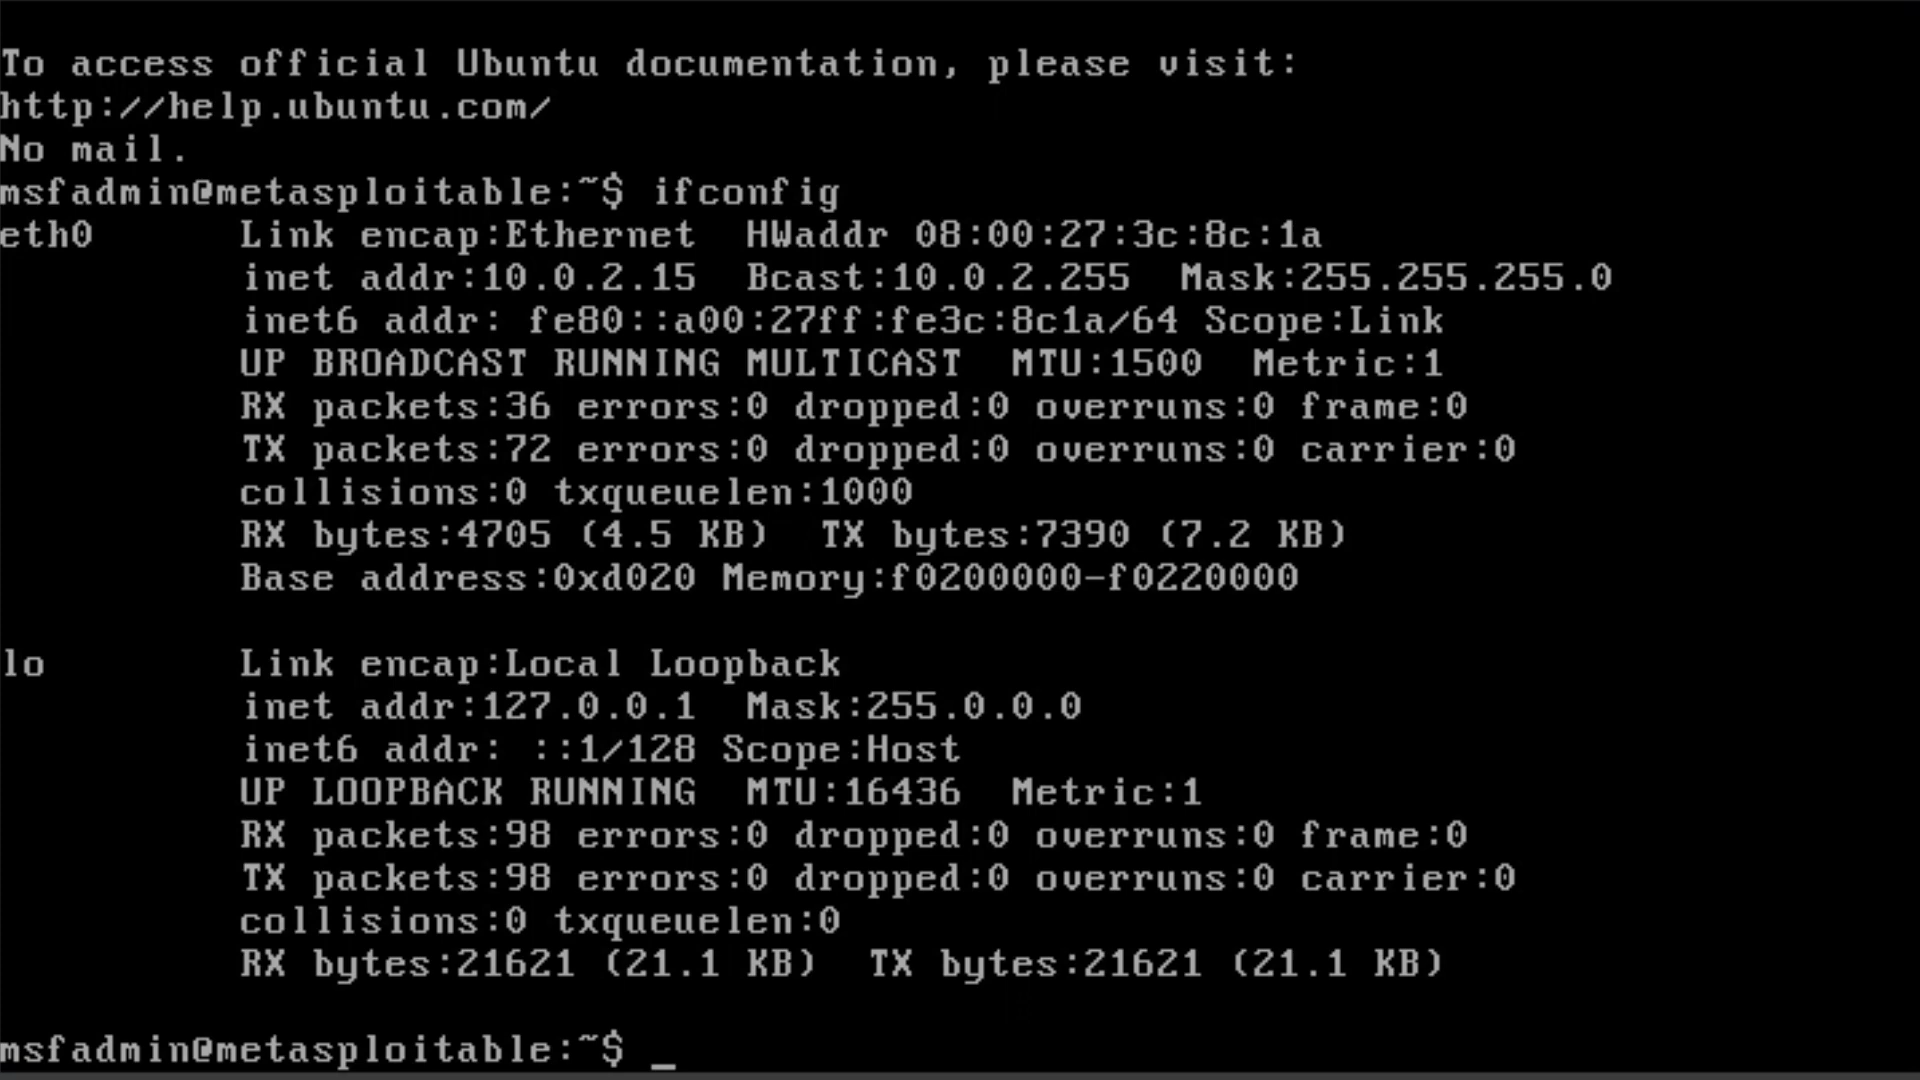 To access official Ubuntu documentation, please visit:
http://help.ubuntu.com/
No mail.
msfadmin@metasploitable:~$ ifconfig
eth0      Link encap:Ethernet  HWaddr 08:00:27:3c:8c:1a
          inet addr:10.0.2.15  Bcast:10.0.2.255  Mask:255.255.255.0
          inet6 addr: fe80::a00:27ff:fe3c:8c1a/64 Scope:Link
          UP BROADCAST RUNNING MULTICAST  MTU:1500  Metric:1
          RX packets:36 errors:0 dropped:0 overruns:0 frame:0
          TX packets:72 errors:0 dropped:0 overruns:0 carrier:0
          collisions:0 txqueuelen:1000
          RX bytes:4705 (4.5 KB)  TX bytes:7390 (7.2 KB)
          Base address:0xd020 Memory:f0200000-f0220000
lo        Link encap:Local Loopback
          inet addr:127.0.0.1  Mask:255.0.0.0
          inet6 addr: ::1/128 Scope:Host
          UP LOOPBACK RUNNING  MTU:16436  Metric:1
          RX packets:98 errors:0 dropped:0 overruns:0 frame:0
          TX packets:98 errors:0 dropped:0 overruns:0 carrier:0
          collisions:0 txqueuelen:0
          RX bytes:21621 (21.1 KB)  TX bytes:21621 (21.1 KB)
msfadmin@metasploitable:~$ _